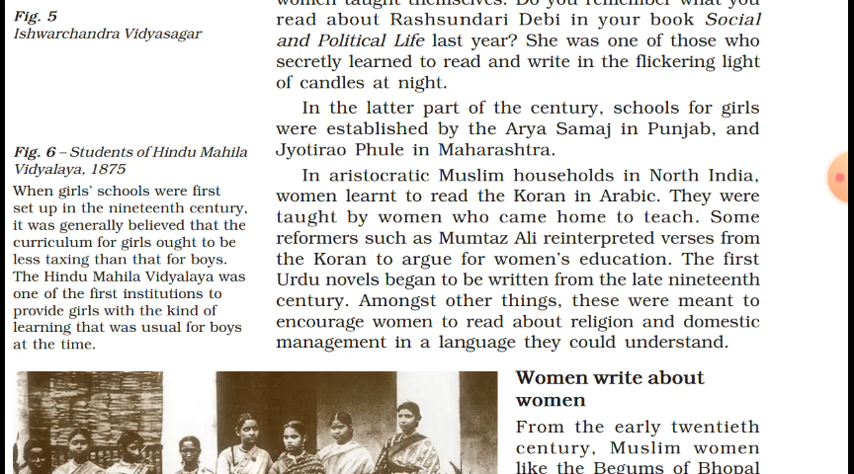 Fig. 5
Ishwarchandra Vidyasagar
women taught themselves. Do you remember what you
read about Rashsundari Debi in your book Social
and Political Life last year? She was one of those who
secretly learned to read and write in the flickering light
of candles at night.
In the latter part of the century, schools for girls
were established by the Arya Samaj in Punjab, and
Jyotirao Phule in Maharashtra.
In aristocratic Muslim households in North India,
women learnt to read the Koran in Arabic. They were
taught by women who came home to teach. Some
reformers such as Mumtaz Ali reinterpreted verses from
the Koran to argue for women's education. The first
Urdu novels began to be written from the late nineteenth
century. Amongst other things, these were meant to
encourage women to read about religion and domestic
management in a language they could understand.
Fig. 6 – Students of Hindu Mahila
Vidyalaya, 1875
When girls' schools were first
set up in the nineteenth century,
it was generally believed that the
curriculum for girls ought to be
less taxing than that for boys.
The Hindu Mahila Vidyalaya was
one of the first institutions to
provide girls with the kind of
learning that was usual for boys
at the time.
Women write about
women
From the early twentieth
century, Muslim women
like the Begums of Bhopal